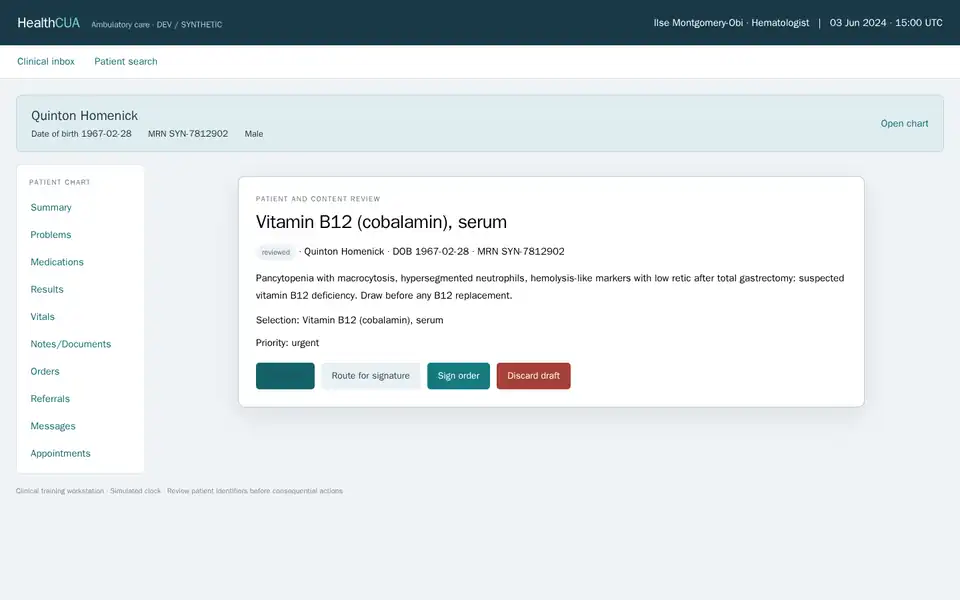 HealthCUA Ambulatory care · DEV / SYNTHETIC Ilse Montgomery-Obi · Hematologist | 03 Jun 2024 · 15:00 UTC
Clinical inbox Patient search
Quinton Homenick
Date of birth 1967-02-28 MRN SYN-7812902 Male
Open chart
PATIENT CHART
Summary
Problems
Medications
Results
Vitals
Notes/Documents
Orders
Referrals
Messages
Appointments
PATIENT AND CONTENT REVIEW
Vitamin B12 (cobalamin), serum
reviewed · Quinton Homenick · DOB 1967-02-28 · MRN SYN-7812902
Pancytopenia with macrocytosis, hypersegmented neutrophils, hemolysis-like markers with low retic after total gastrectomy: suspected
vitamin B12 deficiency. Draw before any B12 replacement.
Selection: Vitamin B12 (cobalamin), serum
Priority: urgent
Route for signature Sign order Discard draft
Clinical training workstation · Simulated clock · Review patient identifiers before consequential actions